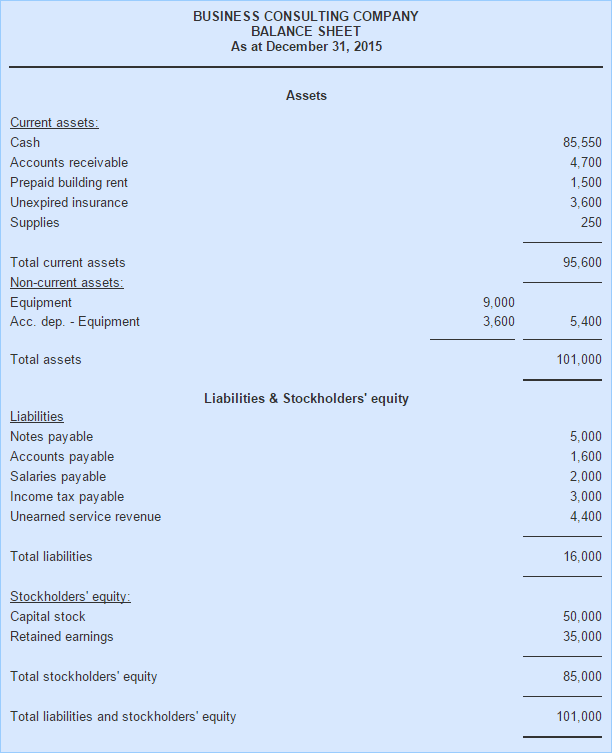 BUSINESS CONSULTING COMPANY
BALANCE SHEET
As at December 31, 2015
Assets
Current assets:
Cash 85,550
Accounts receivable 4,700
Prepaid building rent 1,500
Unexpired insurance 3,600
Supplies 250
Total current assets 95,600
Non-current assets:
Equipment 9,000
Acc. dep. - Equipment 3,600 5,400
Total assets 101,000
Liabilities & Stockholders' equity
Liabilities
Notes payable 5,000
Accounts payable 1,600
Salaries payable 2,000
Income tax payable 3,000
Unearned service revenue 4,400
Total liabilities 16,000
Stockholders' equity:
Capital stock 50,000
Retained earnings 35,000
Total stockholders' equity 85,000
Total liabilities and stockholders' equity 101,000